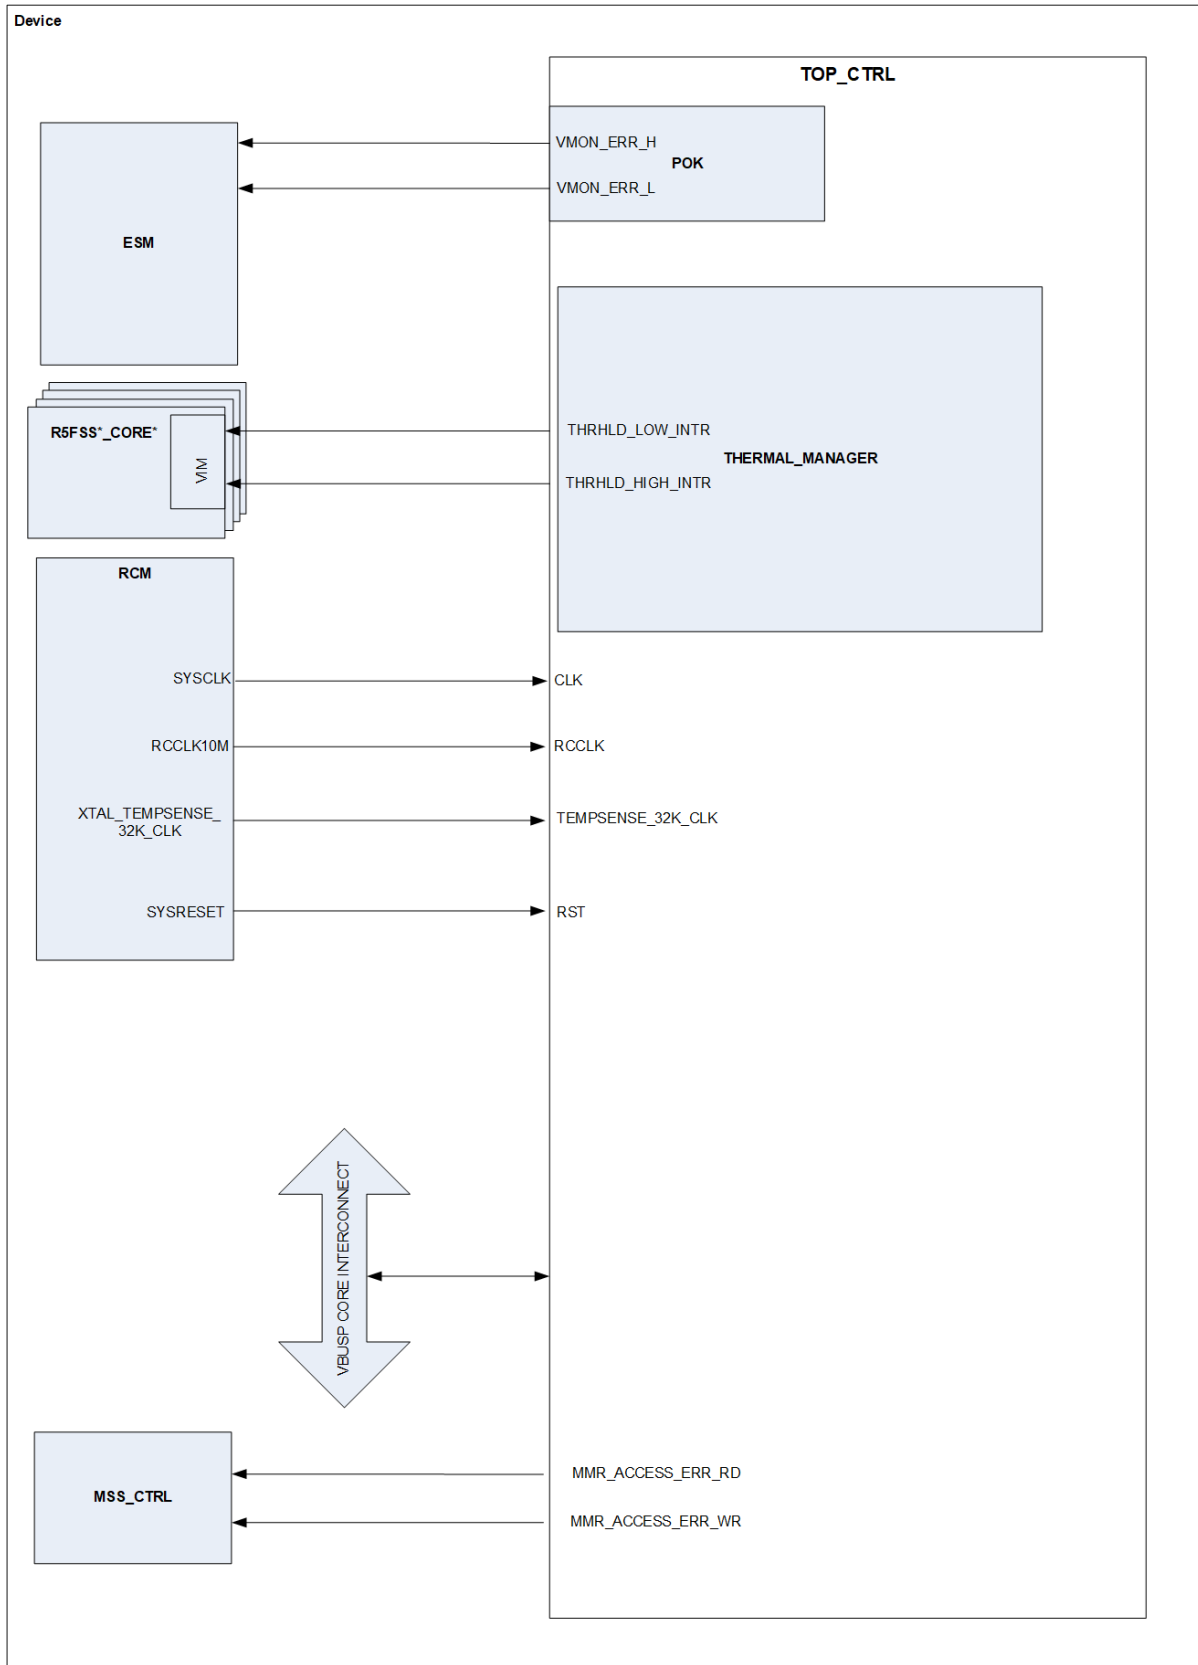 Device
TOP_CTRL
VMON_ERR_H
POK
VMON_ERR_L
ESM
R5FSS*_CORE*
VIM
THRHLD_LOW_INTR
THERMAL_MANAGER
THRHLD_HIGH_INTR
RCM
SYSCLK
CLK
RCCLK10M
RCCLK
XTAL_TEMPSENSE_
32K_CLK
TEMPSENSE_32K_CLK
SYSRESET
RST
VBUSP CORE INTERCONNECT
MMR_ACCESS_ERR_RD
MSS_CTRL
MMR_ACCESS_ERR_WR